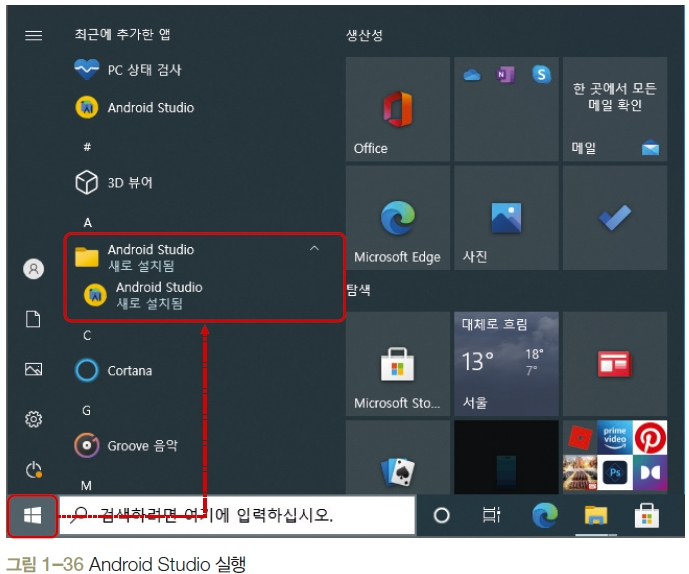 최근에 추가한 앱
PC 상태 검사
Android Studio
#
3D 뷰어
A
Android Studio
새로 설치됨
Android Studio
새로 설치됨
C
Cortana
G
Groove 음악
M
생산성
Office
한 곳에서 모든
메일 확인
메일
Microsoft Edge
사진
탐색
Microsoft Sto...
대체로 흐림
13°
18°
7°
서울
prime
video
Ps
검색하려면 여기에 입력하십시오.
그림 1-36 Android Studio 실행